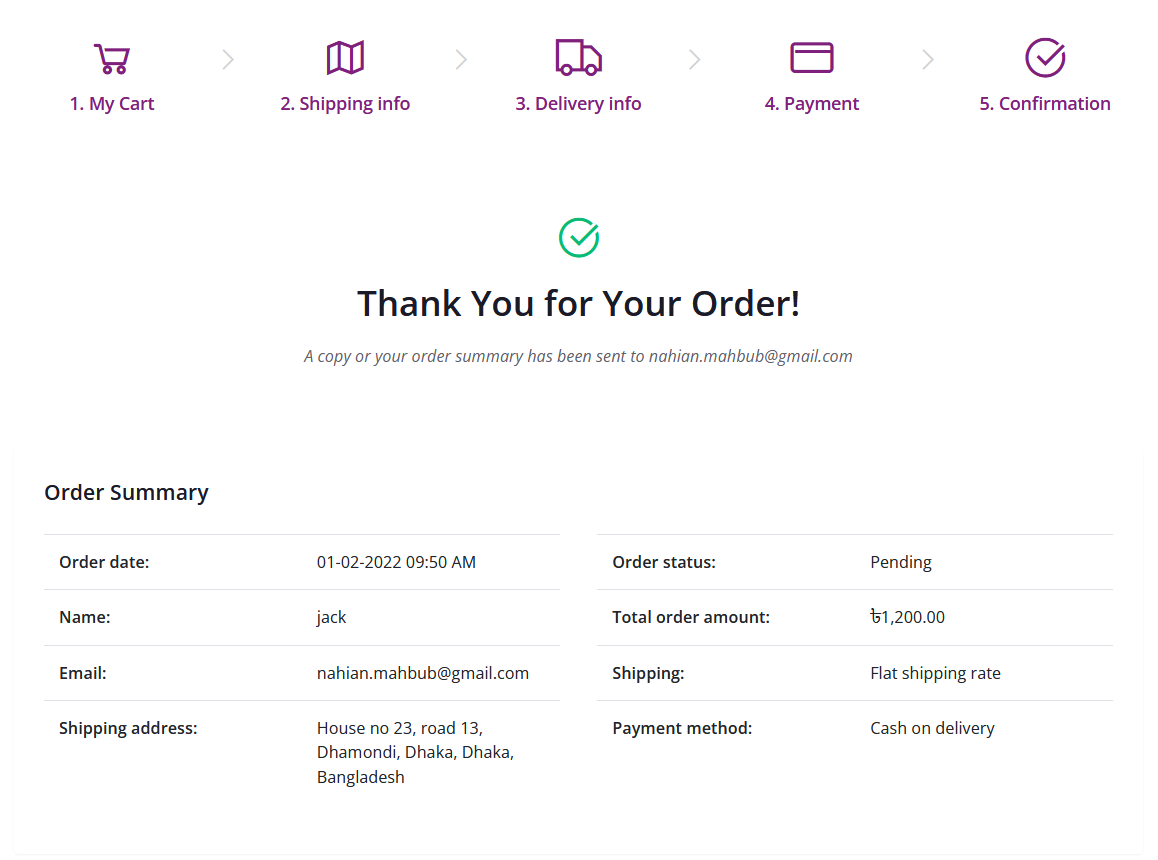 1. My Cart
2. Shipping info
3. Delivery info
4. Payment
5. Confirmation
Thank You for Your Order!
A copy or your order summary has been sent to nahian.mahbub@gmail.com
Order Summary
Order date: 01-02-2022 09:50 AM
Name: jack
Email: nahian.mahbub@gmail.com
Shipping address: House no 23, road 13,
Dhamondi, Dhaka, Dhaka,
Bangladesh
Order status: Pending
Total order amount: ৳1,200.00
Shipping: Flat shipping rate
Payment method: Cash on delivery